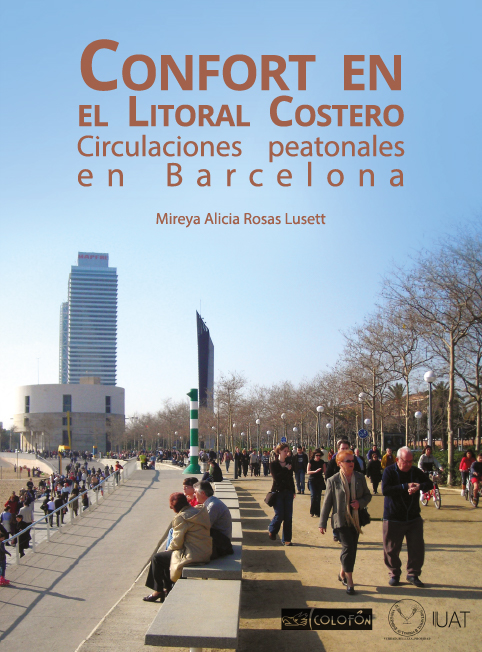 CONFORT EN
EL LITORAL COSTERO
Circulaciones peatonales
en Barcelona
Mireya Alicia Rosas Lusett
COLOFÓN
IUAT